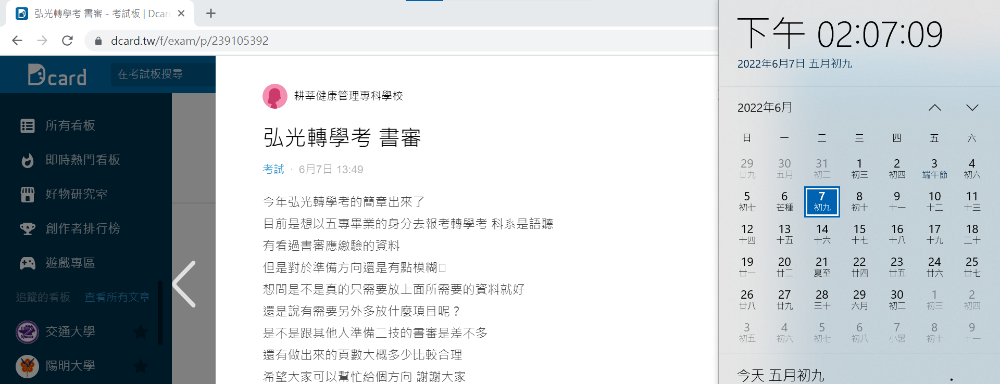 弘光轉學考 書審 - 考試板 | Dcard
dcard.tw/f/exam/p/239105392
Dcard
在考試板搜尋
所有看板
即時熱門看板
好物研究室
創作者排行榜
遊戲專區
追蹤的看板 查看所有文章
交通大學
陽明大學
耕莘健康管理專科學校
弘光轉學考 書審
考試 · 6月7日 13:49
今年弘光轉學考的簡章出來了
目前是想以五專畢業的身分去報考轉學考 科系是語聽
有看過書審應繳驗的資料
但是對於準備方向還是有點模糊
想問是不是真的只需要放上面所需要的資料就好
還是說有需要另外多放什麼項目呢？
是不是跟其他人準備二技的書審是差不多
還有做出來的頁數大概多少比較合理
希望大家可以幫忙給個方向 謝謝大家
下午 02:07:09
2022年6月7日 五月初九
2022年6月
日 一 二 三 四 五 六
29 30 31 1 2 3 4
廿九 五月 初二 初三 初四 端午節 初六
5 6 7 8 9 10 11
初七 芒種 初九 初十 十一 十二 十三
12 13 14 15 16 17 18
十四 十五 十六 十七 十八 十九 二十
19 20 21 22 23 24 25
廿一 廿二 夏至 廿四 廿五 廿六 廿七
26 27 28 29 30 1 2
廿八 廿九 三十 六月 初二 初三 初四
3 4 5 6 7 8 9
初五 初六 初七 初八 小暑 初十 十一
今天 五月初九